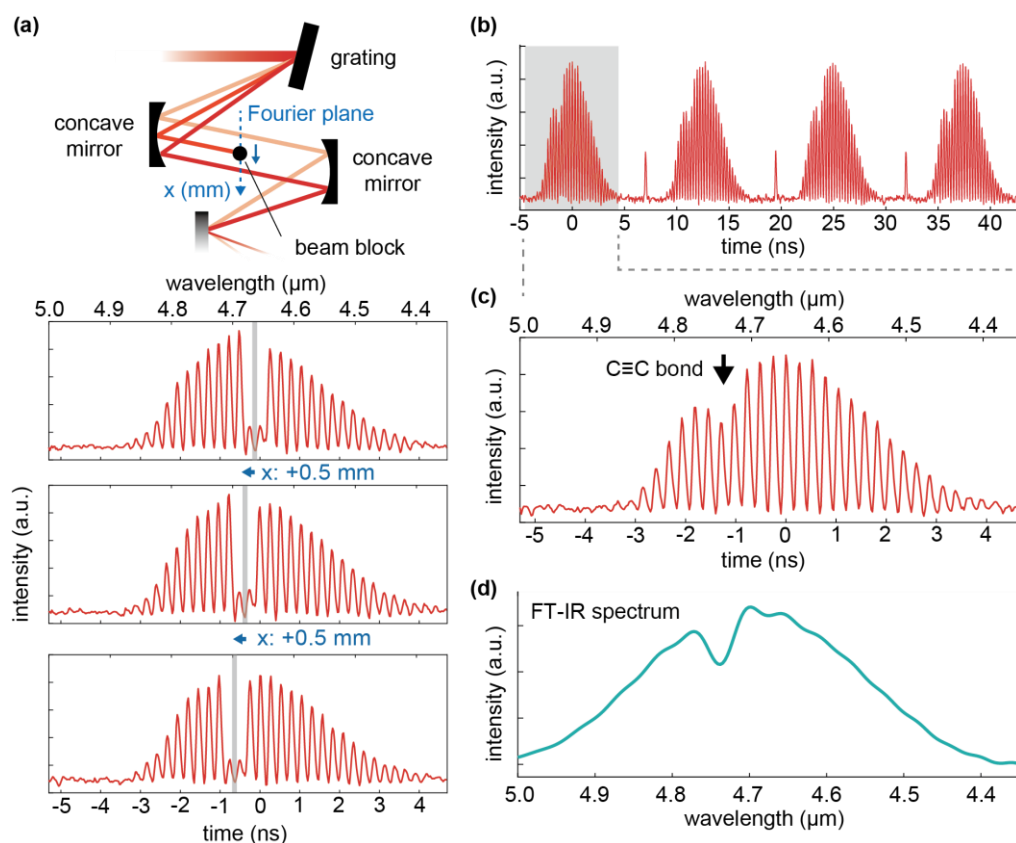 (a)
grating
Fourier plane
concave
mirror
concave
mirror
x (mm)
beam block
wavelength (μm)
5.0 4.9 4.8 4.7 4.6 4.5 4.4
x: +0.5 mm
x: +0.5 mm
intensity (a.u.)
-5 -4 -3 -2 -1 0 1 2 3 4
time (ns)
(b)
intensity (a.u.)
-5 0 5 10 15 20 25 30 35 40
time (ns)
(c)
wavelength (μm)
5.0 4.9 4.8 4.7 4.6 4.5 4.4
C≡C bond
intensity (a.u.)
-5 -4 -3 -2 -1 0 1 2 3 4
time (ns)
(d)
FT-IR spectrum
intensity (a.u.)
5.0 4.9 4.8 4.7 4.6 4.5 4.4
wavelength (μm)